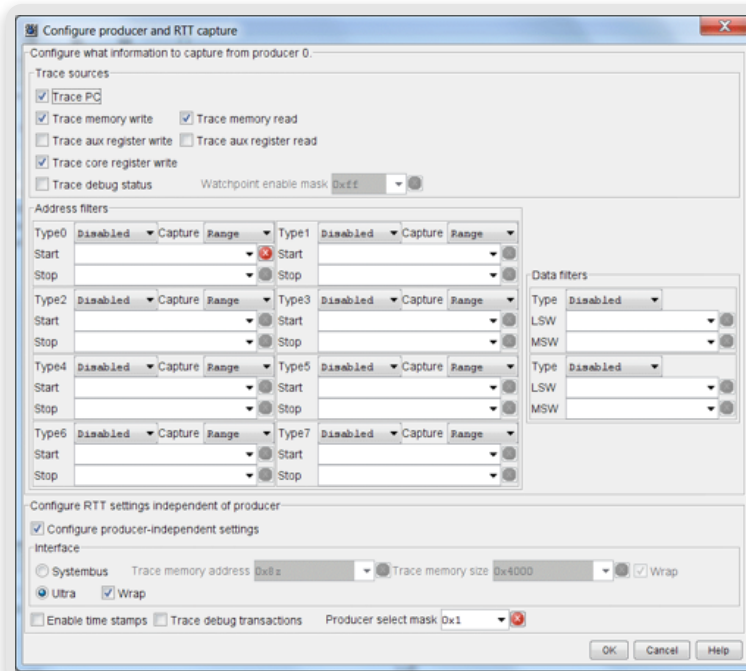 Configure producer and RTT capture
Configure what information to capture from producer 0.
Trace sources
Trace PC
Trace memory write Trace memory read
Trace aux register write Trace aux register read
Trace core register write
Trace debug status Watchpoint enable mask 0xff
Address filters
Type0 Disabled Capture Range Type1 Disabled Capture Range
Start Start
Stop Stop
Data filters
Type2 Disabled Capture Range Type3 Disabled Capture Range Type Disabled
Start Start LSW
Stop Stop MSW
Type4 Disabled Capture Range Type5 Disabled Capture Range Type Disabled
Start Start LSW
Stop Stop MSW
Type6 Disabled Capture Range Type7 Disabled Capture Range
Start Start
Stop Stop
Configure RTT settings independent of producer
Configure producer-independent settings
Interface
Systembus Trace memory address 0x8z Trace memory size 0x4000 Wrap
Ultra Wrap
Enable time stamps Trace debug transactions Producer select mask 0x1
OK Cancel Help